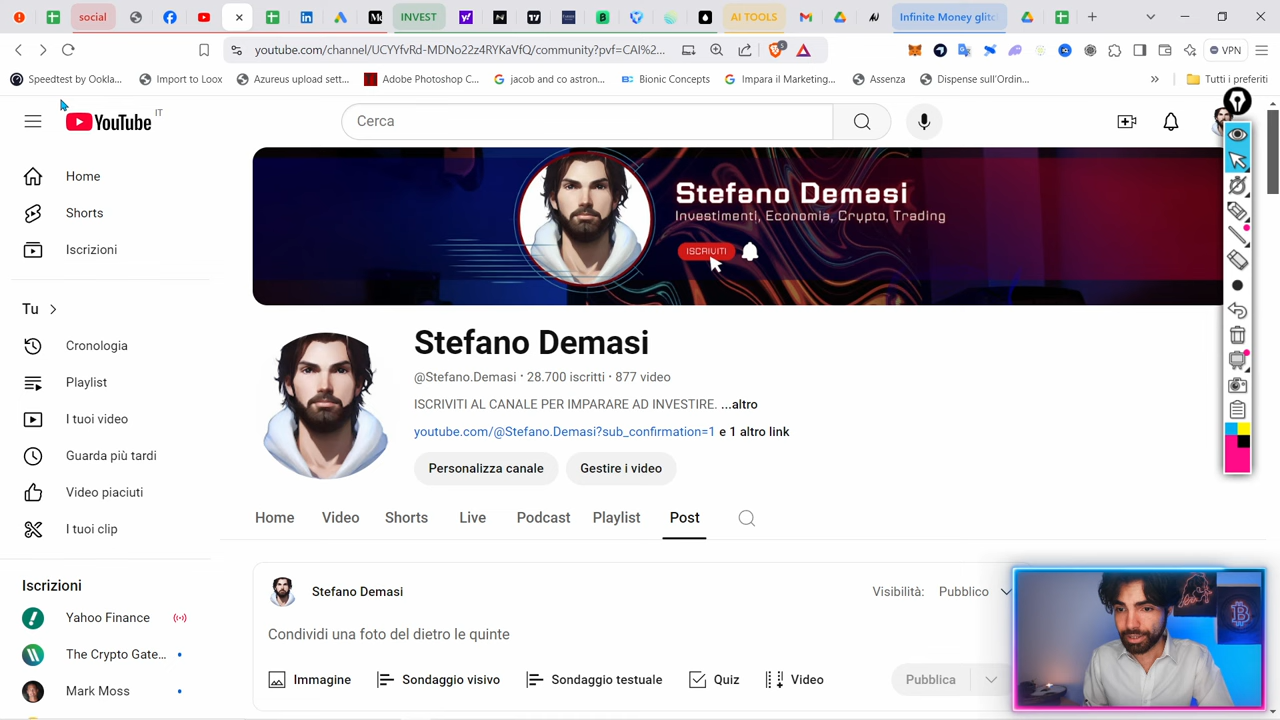 social
INVEST
AI TOOLS
Infinite Money glitc
youtube.com/channel/UCYYfvRd-MDNo22z4RYKaVfQ/community?pvf=CAI%2...
VPN
Speedtest by Ookla...
Import to Loox
Azureus upload sett...
Adobe Photoshop C...
jacob and co astron...
Bionic Concepts
Impara il Marketing...
Assenza
Dispense sull'Ordin...
»
Tutti i preferiti
YouTube
IT
Cerca
Stefano Demasi
Investimenti, Economia, Crypto, Trading
ISCRIVITI
Home
Shorts
Iscrizioni
Tu
Cronologia
Playlist
I tuoi video
Guarda più tardi
Video piaciuti
I tuoi clip
Iscrizioni
Yahoo Finance
The Crypto Gate...
Mark Moss
Stefano Demasi
@Stefano.Demasi · 28.700 iscritti · 877 video
ISCRIVITI AL CANALE PER IMPARARE AD INVESTIRE. ...altro
youtube.com/@Stefano.Demasi?sub_confirmation=1 e 1 altro link
Personalizza canale
Gestire i video
Home
Video
Shorts
Live
Podcast
Playlist
Post
Stefano Demasi
Visibilità: Pubblico
Condividi una foto del dietro le quinte
Immagine
Sondaggio visivo
Sondaggio testuale
Quiz
Video
Pubblica